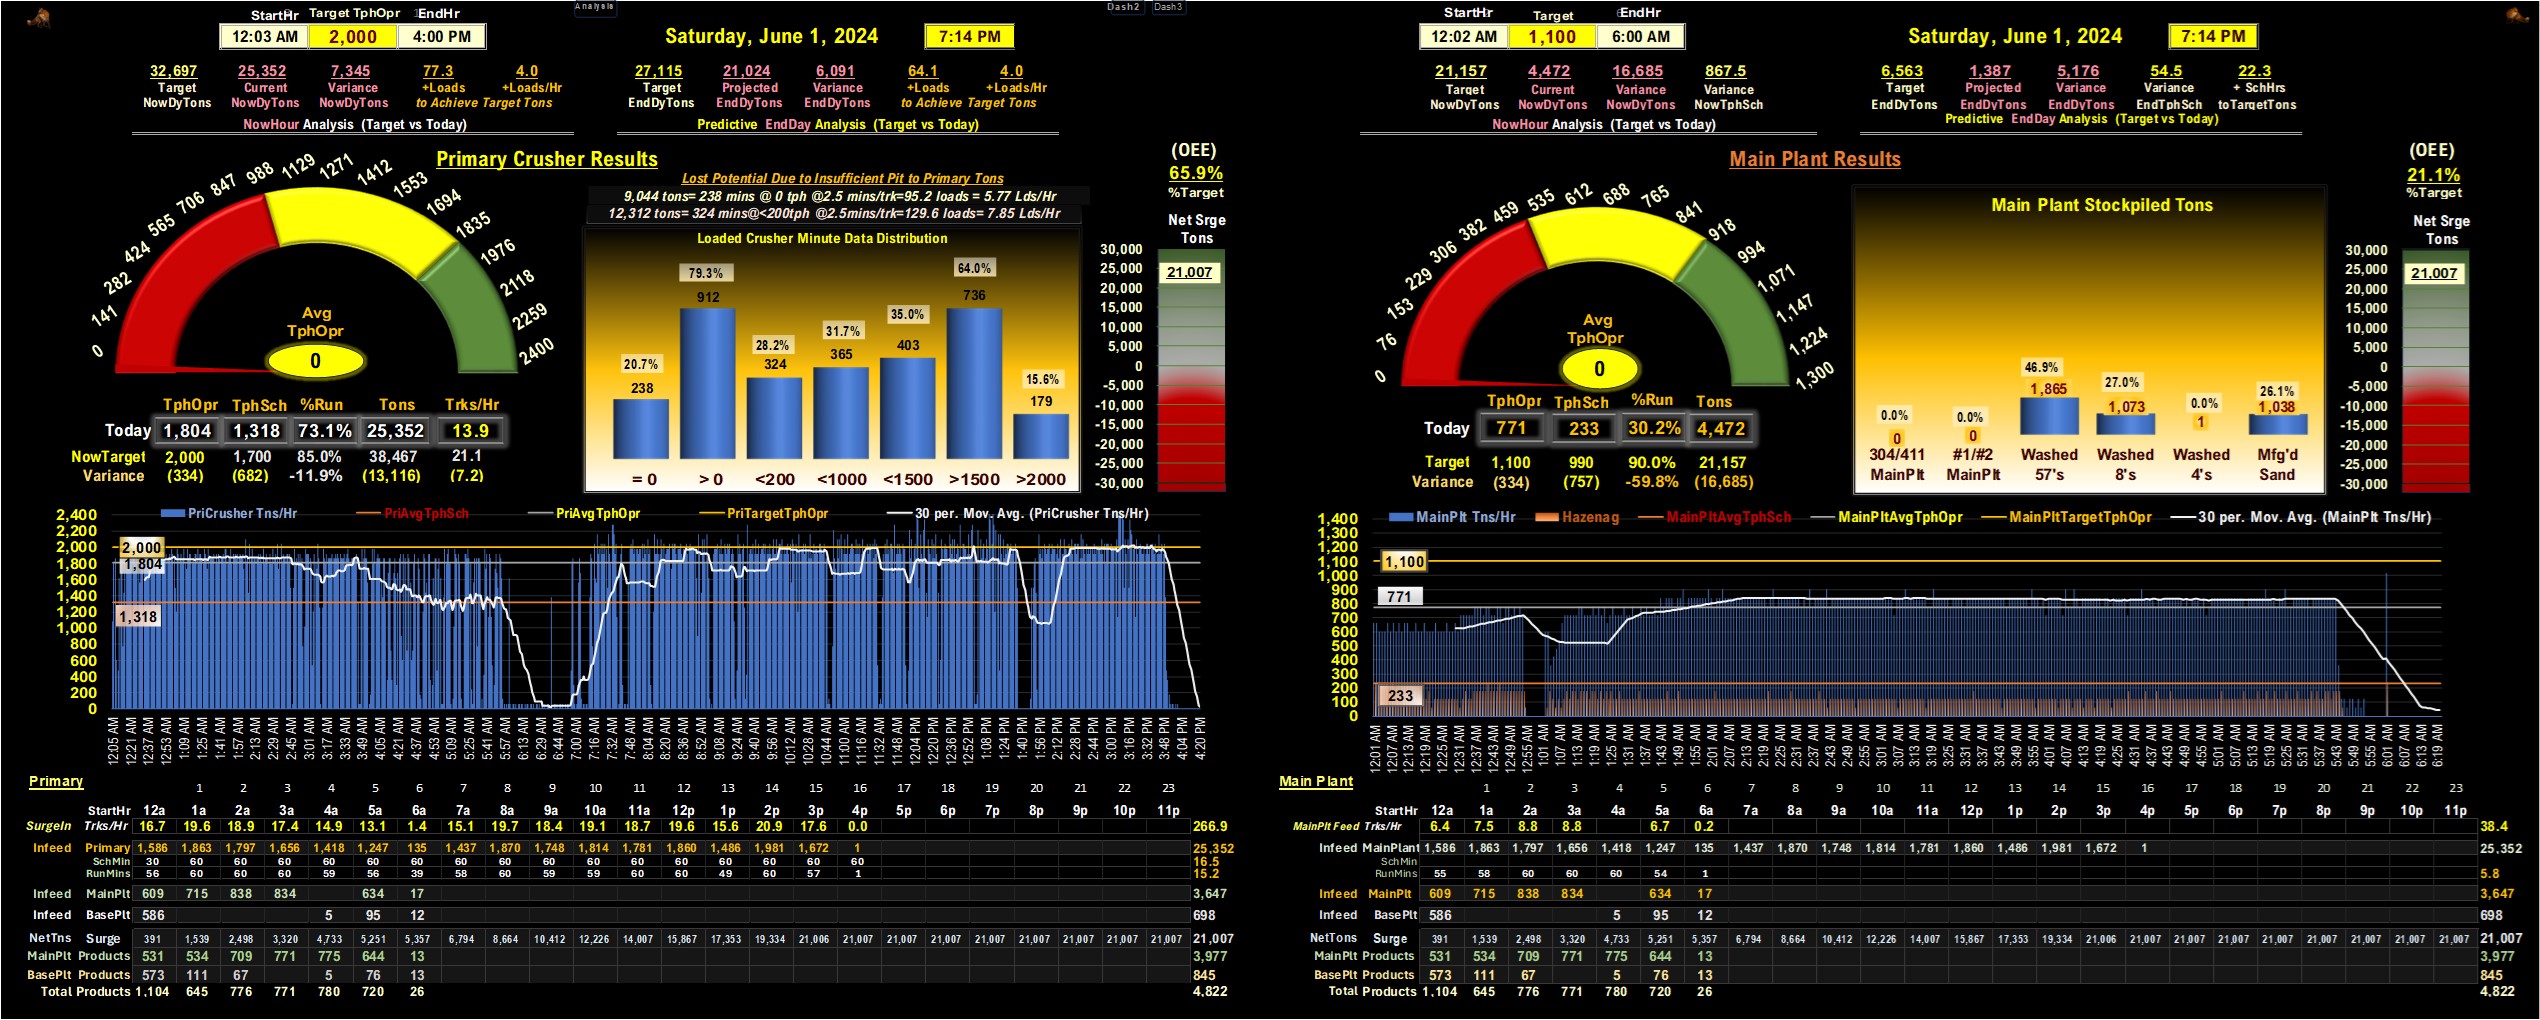 Analysis Dash2 Dash3
StartHr Target TphOpr EndHr
12:03 AM 2,000 4:00 PM
Saturday, June 1, 2024 7:14 PM
32,697 25,352 7,345 77.3 4.0
Target Current Variance +Loads +Loads/Hr
NowDyTons NowDyTons NowDyTons to Achieve Target Tons
NowHour Analysis (Target vs Today)
27,115 21,024 6,091 64.1 4.0
Target Projected Variance +Loads +Loads/Hr
EndDyTons EndDyTons EndDyTons to Achieve Target Tons
Predictive EndDay Analysis (Target vs Today)
Primary Crusher Results
0 141 282 424 565 706 847 988 1129 1271 1412 1553 1694 1835 1976 2118 2259 2400
Avg
TphOpr
0
TphOpr TphSch %Run Tons Trks/Hr
Today 1,804 1,318 73.1% 25,352 13.9
NowTarget 2,000 1,700 85.0% 38,467 21.1
Variance (334) (682) -11.9% (13,116) (7.2)
Lost Potential Due to Insufficient Pit to Primary Tons
9,044 tons= 238 mins @ 0 tph @2.5 mins/trk=95.2 loads = 5.77 Lds/Hr
12,312 tons= 324 mins@<200tph @2.5mins/trk=129.6 loads= 7.85 Lds/Hr
Loaded Crusher Minute Data Distribution
20.7% 79.3% 28.2% 31.7% 35.0% 64.0% 15.6%
238 912 324 365 403 736 179
= 0 > 0 <200 <1000 <1500 >1500 >2000
(OEE)
65.9%
%Target
Net Srge
Tons
30,000
25,000
21,007
20,000
15,000
10,000
5,000
0
-5,000
-10,000
-15,000
-20,000
-25,000
-30,000
PriCrusher Tns/Hr PriAvgTphSch PriAvgTphOpr PriTargetTphOpr 30 per. Mov. Avg. (PriCrusher Tns/Hr)
2,400
2,200
2,000
1,800
1,600
1,400
1,200
1,000
800
600
400
200
0
2,000
1,804
1,318
12:05 AM 12:21 AM 12:37 AM 12:53 AM 1:09 AM 1:25 AM 1:41 AM 1:57 AM 2:13 AM 2:29 AM 2:45 AM 3:01 AM 3:17 AM 3:33 AM 3:49 AM 4:05 AM 4:21 AM 4:37 AM 4:53 AM 5:09 AM 5:25 AM 5:41 AM 5:57 AM 6:13 AM 6:29 AM 6:45 AM 7:00 AM 7:16 AM 7:32 AM 7:48 AM 8:04 AM 8:20 AM 8:36 AM 8:52 AM 9:08 AM 9:24 AM 9:40 AM 9:56 AM 10:12 AM 10:28 AM 10:44 AM 11:00 AM 11:16 AM 11:32 AM 11:48 AM 12:04 PM 12:20 PM 12:36 PM 12:52 PM 1:08 PM 1:24 PM 1:40 PM 1:56 PM 2:12 PM 2:28 PM 2:44 PM 3:00 PM 3:16 PM 3:32 PM 3:48 PM 4:04 PM 4:20 PM
Primary
1 2 3 4 5 6 7 8 9 10 11 12 13 14 15 16 17 18 19 20 21 22 23
StartHr 12a 1a 2a 3a 4a 5a 6a 7a 8a 9a 10a 11a 12p 1p 2p 3p 4p 5p 6p 7p 8p 9p 10p 11p
SurgeIn Trks/Hr 16.7 19.6 18.9 17.4 14.9 13.1 1.4 15.1 19.7 18.4 19.1 18.7 19.6 15.6 20.9 17.6 0.0 266.9
Infeed Primary 1,586 1,863 1,797 1,656 1,418 1,247 135 1,437 1,870 1,748 1,814 1,781 1,860 1,486 1,981 1,672 1 25,352
SchMin 30 60 60 60 60 60 60 60 60 60 60 60 60 60 60 60 60 16.5
RunMins 56 60 60 60 59 56 39 58 60 59 59 60 60 49 60 57 1 15.2
Infeed MainPlt 609 715 838 834 634 17 3,647
Infeed BasePlt 586 5 95 12 698
NetTns Surge 391 1,539 2,498 3,320 4,733 5,251 5,357 6,794 8,664 10,412 12,226 14,007 15,867 17,353 19,334 21,006 21,007 21,007 21,007 21,007 21,007 21,007 21,007 21,007 21,007
MainPlt Products 531 534 709 771 775 644 13 3,977
BasePlt Products 573 111 67 5 76 13 845
Total Products 1,104 645 776 771 780 720 26 4,822
StartHr Target EndHr
12:02 AM 1,100 6:00 AM
Saturday, June 1, 2024 7:14 PM
21,157 4,472 16,685 867.5
Target Current Variance Variance
NowDyTons NowDyTons NowDyTons NowTphSch
NowHour Analysis (Target vs Today)
6,563 1,387 5,176 54.5 22.3
Target Projected Variance Variance + SchHrs
EndDyTons EndDyTons EndDyTons EndTphSch toTargetTons
Predictive EndDay Analysis (Target vs Today)
Main Plant Results
0 76 153 229 306 382 459 535 612 688 765 841 918 994 1,071 1,147 1,224 1,300
Avg
TphOpr
0
TphOpr TphSch %Run Tons
Today 771 233 30.2% 4,472
Target 1,100 990 90.0% 21,157
Variance (334) (757) -59.8% (16,685)
Main Plant Stockpiled Tons
0.0% 0.0% 46.9% 27.0% 0.0% 26.1%
0 0 1,865 1,073 1 1,038
304/411 #1/#2 Washed Washed Washed Mfg'd
MainPlt MainPlt 57's 8's 4's Sand
(OEE)
21.1%
%Target
Net Srge
Tons
30,000
25,000
21,007
20,000
15,000
10,000
5,000
0
-5,000
-10,000
-15,000
-20,000
-25,000
-30,000
MainPlt Tns/Hr Hazenag MainPltAvgTphSch MainPltAvgTphOpr MainPltTargetTphOpr 30 per. Mov. Avg. (MainPlt Tns/Hr)
1,400
1,300
1,200
1,100
1,000
900
800
700
600
500
400
300
200
100
0
771
233
12:01 AM 12:07 AM 12:13 AM 12:19 AM 12:25 AM 12:31 AM 12:37 AM 12:43 AM 12:49 AM 12:55 AM 1:01 AM 1:07 AM 1:13 AM 1:19 AM 1:25 AM 1:31 AM 1:37 AM 1:43 AM 1:49 AM 1:55 AM 2:01 AM 2:07 AM 2:13 AM 2:19 AM 2:25 AM 2:31 AM 2:37 AM 2:43 AM 2:49 AM 2:55 AM 3:01 AM 3:07 AM 3:13 AM 3:19 AM 3:25 AM 3:31 AM 3:37 AM 3:43 AM 3:49 AM 3:55 AM 4:01 AM 4:07 AM 4:13 AM 4:19 AM 4:25 AM 4:31 AM 4:37 AM 4:43 AM 4:49 AM 4:55 AM 5:01 AM 5:07 AM 5:13 AM 5:19 AM 5:25 AM 5:31 AM 5:37 AM 5:43 AM 5:49 AM 5:55 AM 6:01 AM 6:07 AM 6:13 AM 6:19 AM
Main Plant
1 2 3 4 5 6 7 8 9 10 11 12 13 14 15 16 17 18 19 20 21 22 23
StartHr 12a 1a 2a 3a 4a 5a 6a 7a 8a 9a 10a 11a 12p 1p 2p 3p 4p 5p 6p 7p 8p 9p 10p 11p
MainPlt Feed Trks/Hr 6.4 7.5 8.8 8.8 6.7 0.2 38.4
Infeed MainPlant 1,586 1,863 1,797 1,656 1,418 1,247 135 1,437 1,870 1,748 1,814 1,781 1,860 1,486 1,981 1,672 1 25,352
SchMin
RunMins 55 58 60 60 60 54 1 5.8
Infeed MainPlt 609 715 838 834 634 17 3,647
Infeed BasePlt 586 5 95 12 698
NetTons Surge 391 1,539 2,498 3,320 4,733 5,251 5,357 6,794 8,664 10,412 12,226 14,007 15,867 17,353 19,334 21,006 21,007 21,007 21,007 21,007 21,007 21,007 21,007 21,007 21,007
MainPlt Products 531 534 709 771 775 644 13 3,977
BasePlt Products 573 111 67 5 76 13 845
Total Products 1,104 645 776 771 780 720 26 4,822